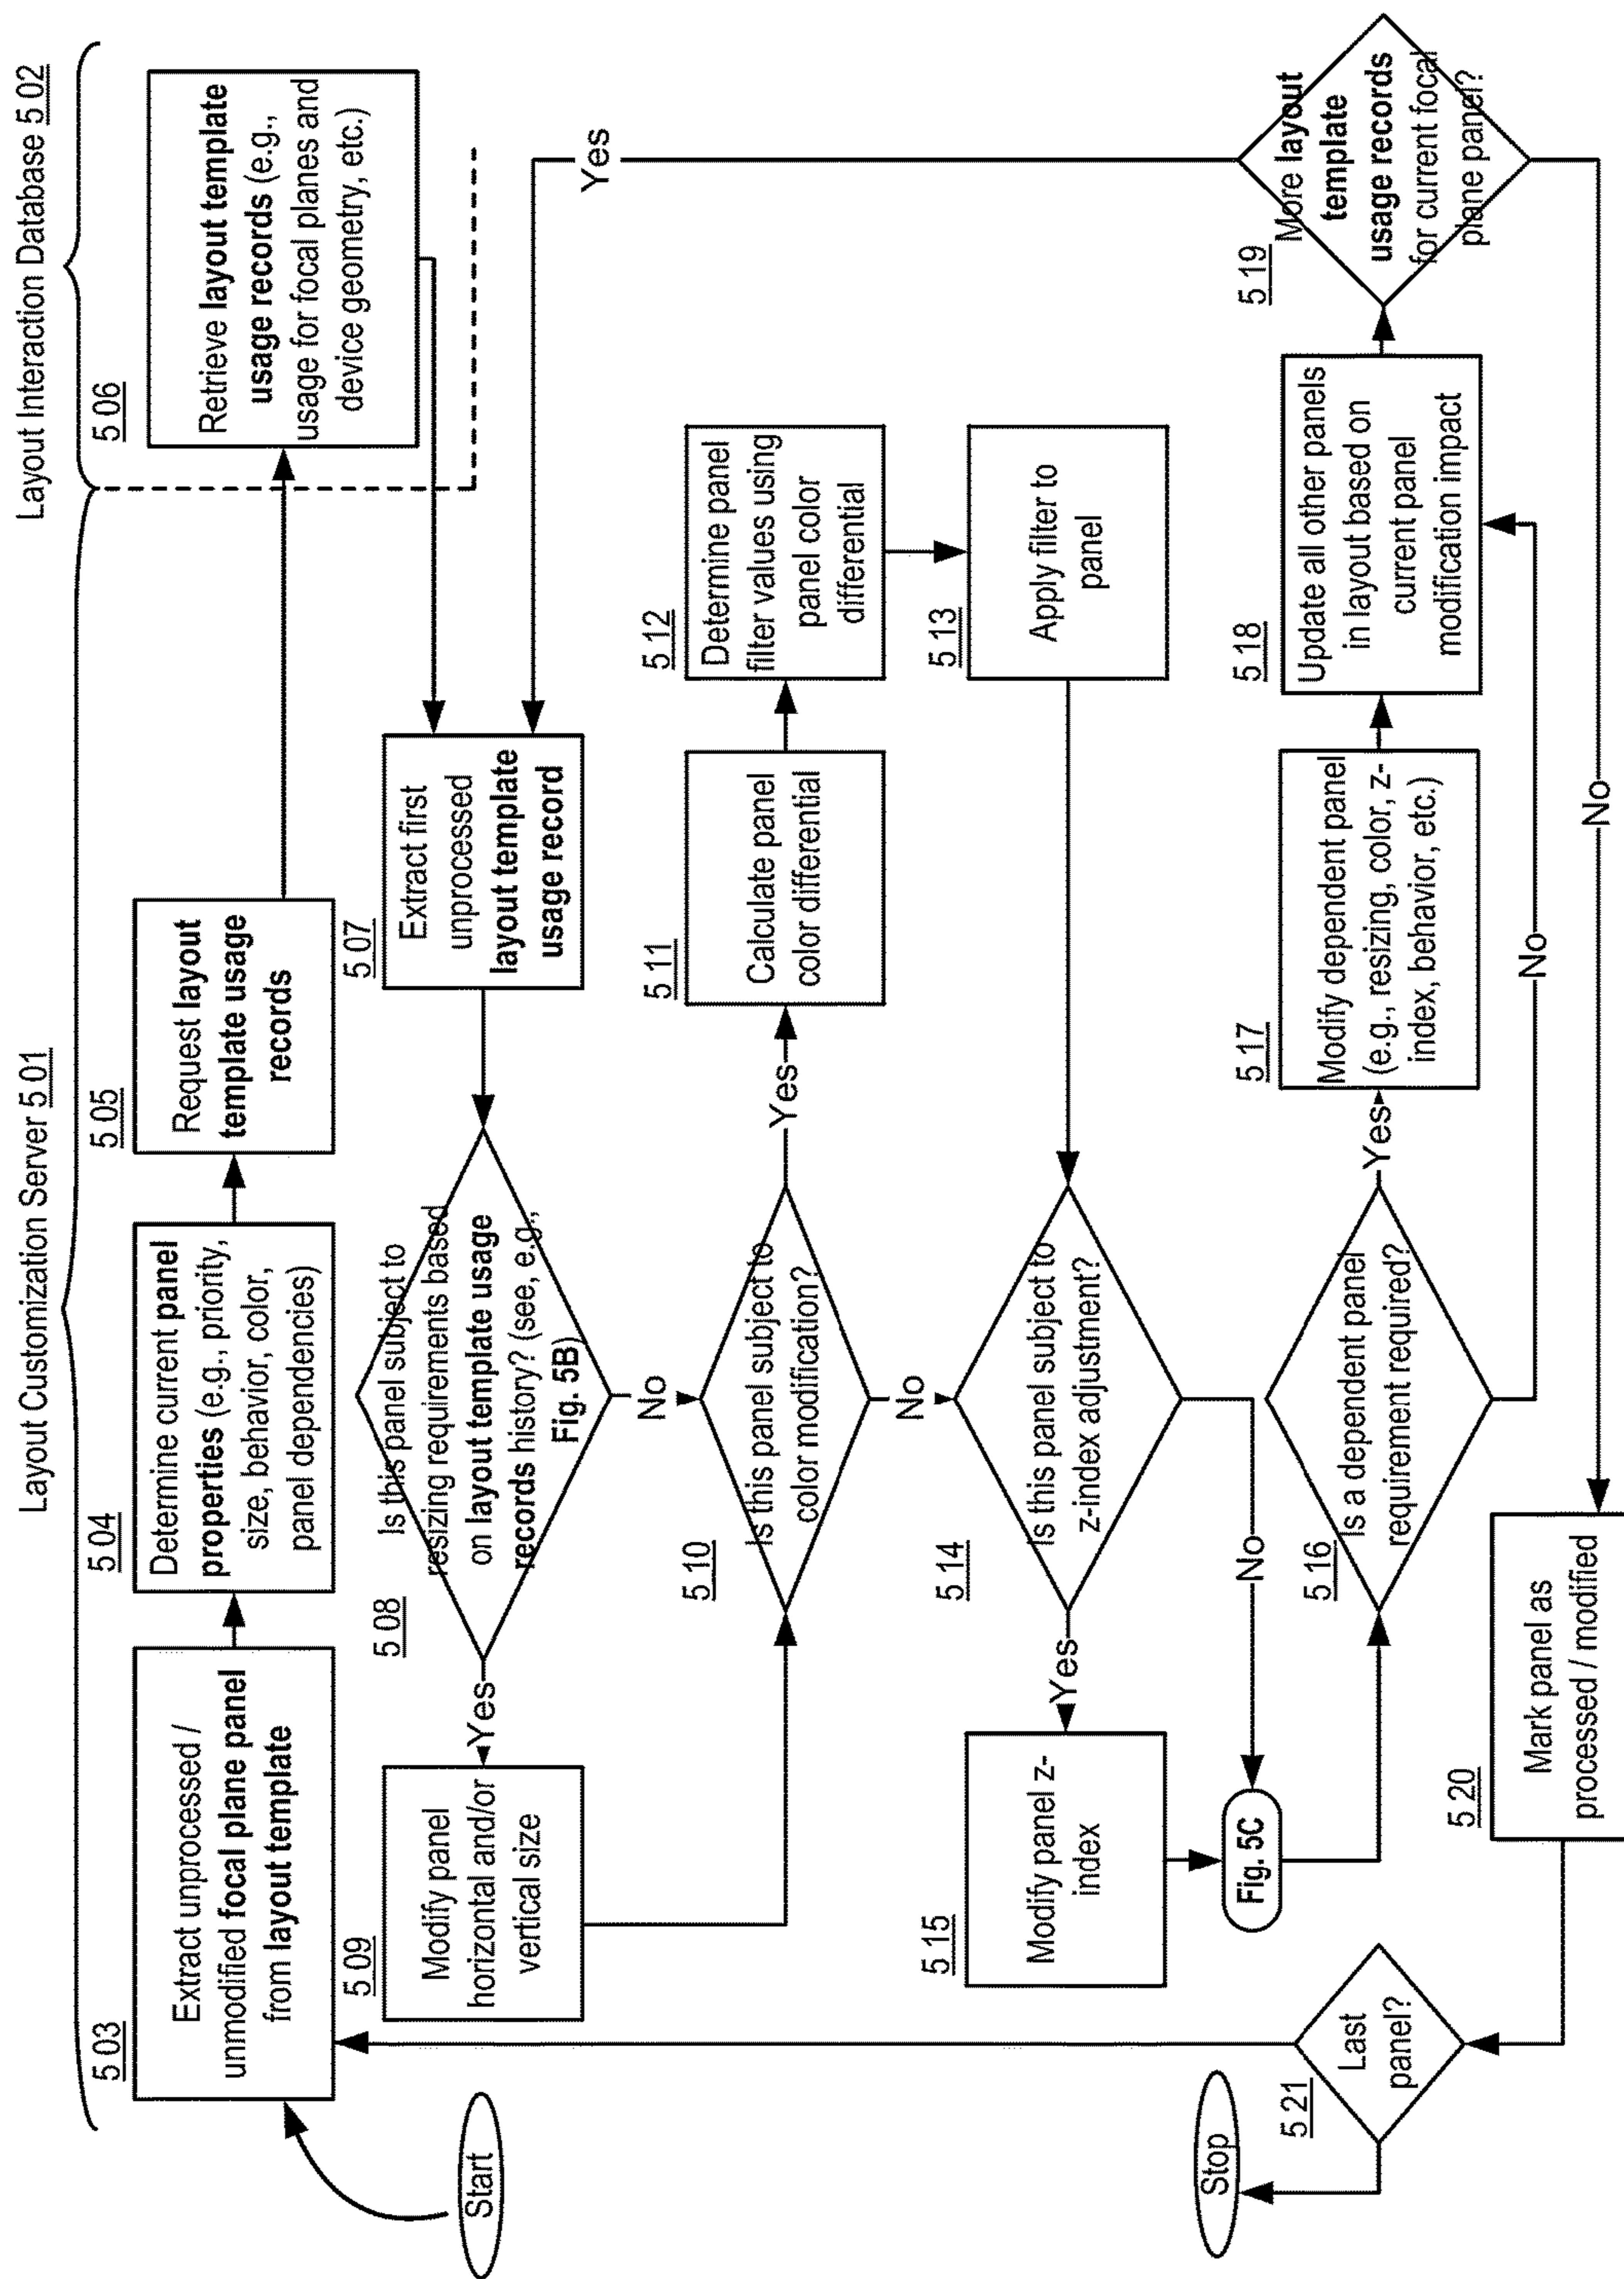 Layout Customization Server 5 01
Layout Interaction Database 5 02
Start
5 03
Extract unprocessed /
unmodified focal plane panel
from layout template
5 04
Determine current panel
properties (e.g., priority,
size, behavior, color,
panel dependencies)
5 05
Request layout
template usage
records
5 06
Retrieve layout template
usage records (e.g.,
usage for focal planes and
device geometry, etc.)
5 07
Extract first
unprocessed
layout template
usage record
5 08
Is this panel subject to
resizing requirements based
on layout template usage
records history? (see, e.g.,
Fig. 5B)
Yes
No
5 09
Modify panel
horizontal and/or
vertical size
5 10
Is this panel subject to
color modification?
Yes
No
5 11
Calculate panel
color differential
5 12
Determine panel
filter values using
panel color
differential
5 13
Apply filter to
panel
5 14
Is this panel subject to
z-index adjustment?
Yes
No
5 15
Modify panel z-
index
Fig. 5C
5 16
Is a dependent panel
requirement required?
Yes
No
5 17
Modify dependent panel
(e.g., resizing, color, z-
index, behavior, etc.)
5 18
Update all other panels
in layout based on
current panel
modification impact
5 19
More layout
template
usage records
for current focal
plane panel?
Yes
No
5 20
Mark panel as
processed / modified
5 21
Last
panel?
Stop